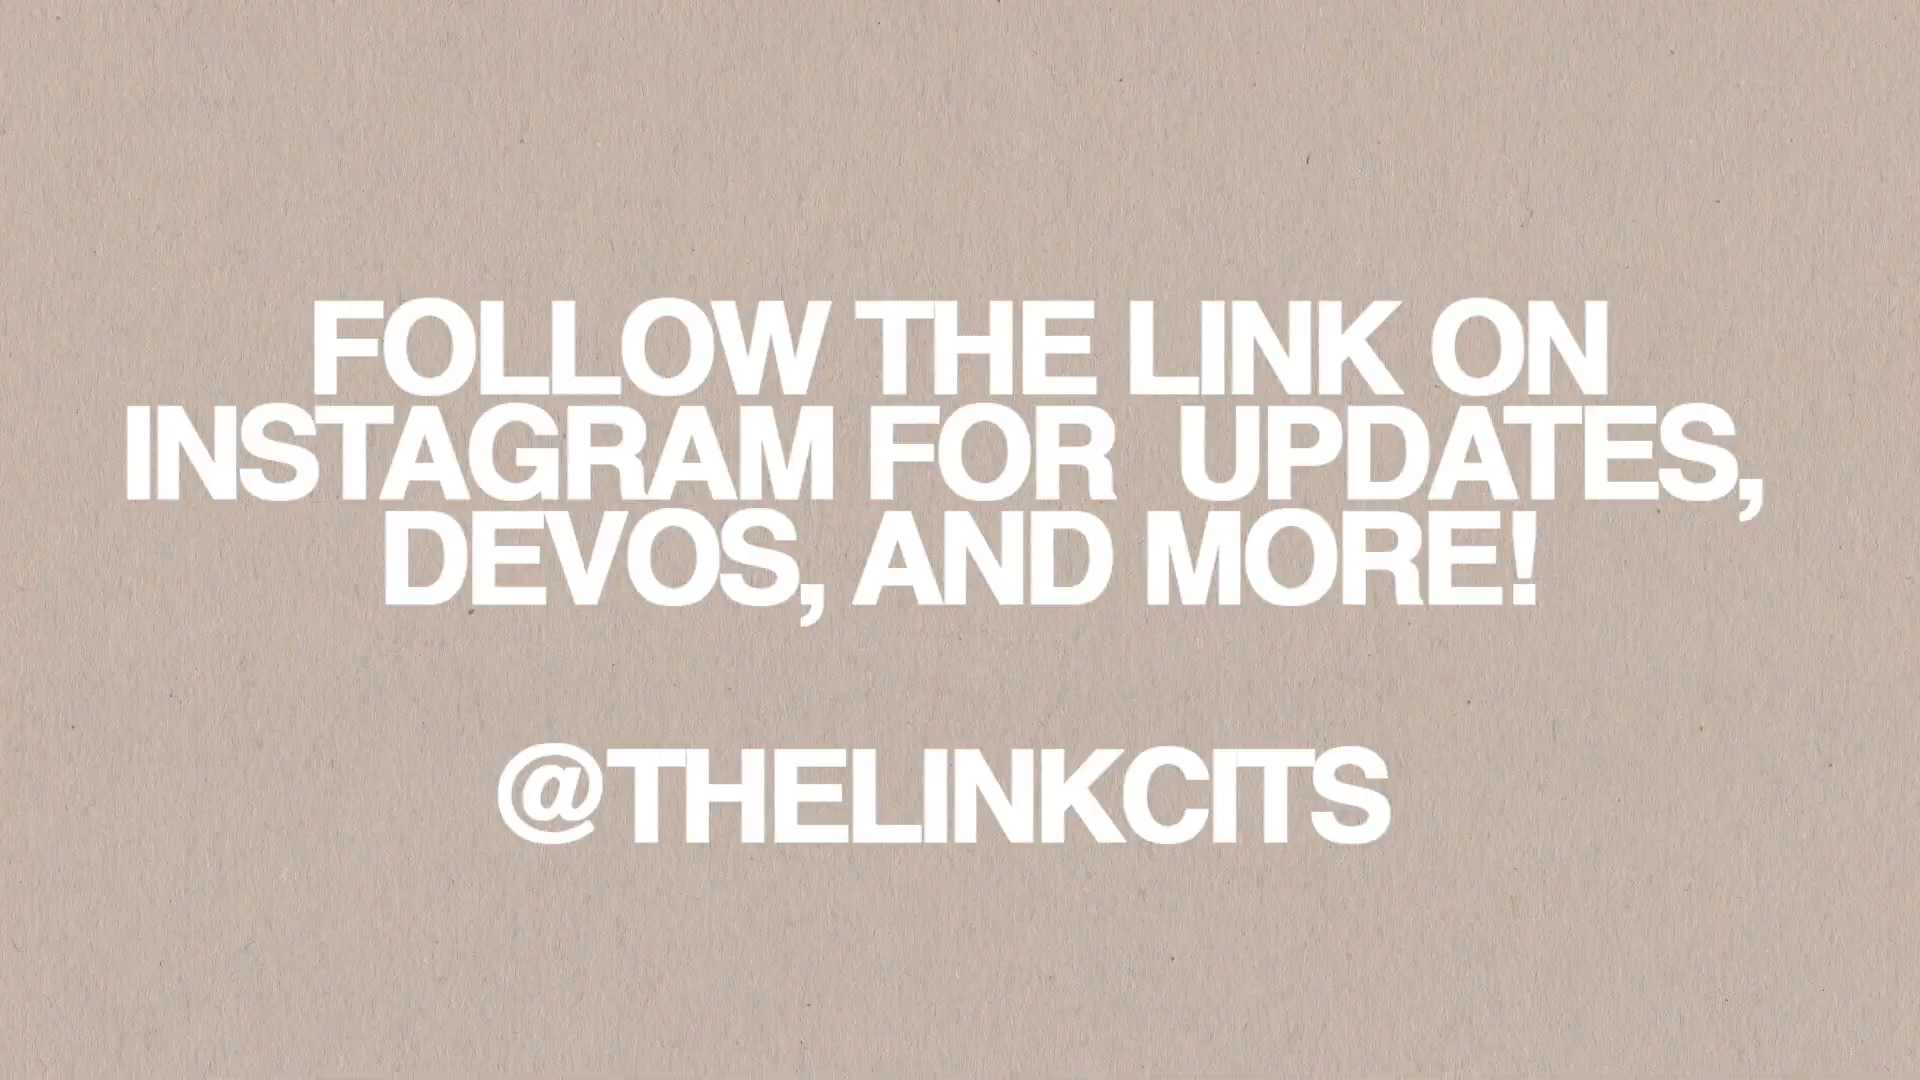 FOLLOW THE LINK ON
INSTAGRAM FOR  UPDATES,
DEVOS, AND MORE!
@THELINKCITS